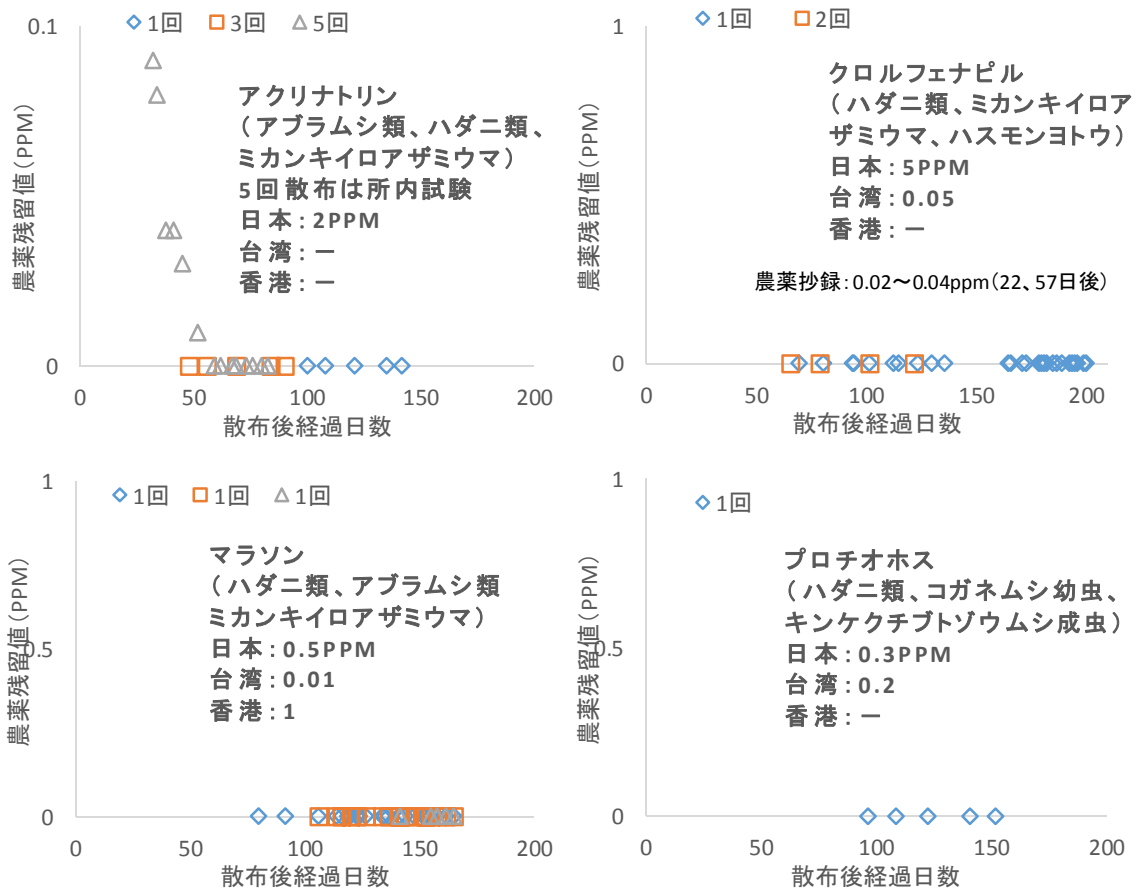 1回 3回 5回
0.1
0
農薬残留値(PPM)
アクリナトリン
(アブラムシ類、ハダニ類、
ミカンキイロアザミウマ)
5回散布は所内試験
日本:2PPM
台湾:―
香港:―
0 50 100 150 200
散布後経過日数
1回 2回
1
0
農薬残留値(PPM)
クロルフェナピル
(ハダニ類、ミカンキイロア
ザミウマ、ハスモンヨトウ)
日本:5PPM
台湾:0.05
香港:―
農薬抄録:0.02~0.04ppm(22、57日後)
0 50 100 150 200
散布後経過日数
1回 1回 1回
1
0.5
0
農薬残留値(PPM)
マラソン
(ハダニ類、アブラムシ類
ミカンキイロアザミウマ)
日本:0.5PPM
台湾:0.01
香港:1
0 50 100 150 200
散布後経過日数
1回
1
0.5
0
農薬残留値(PPM)
プロチオホス
(ハダニ類、コガネムシ幼虫、
キンケクチブトゾウムシ成虫)
日本:0.3PPM
台湾:0.2
香港:―
0 50 100 150 200
散布後経過日数